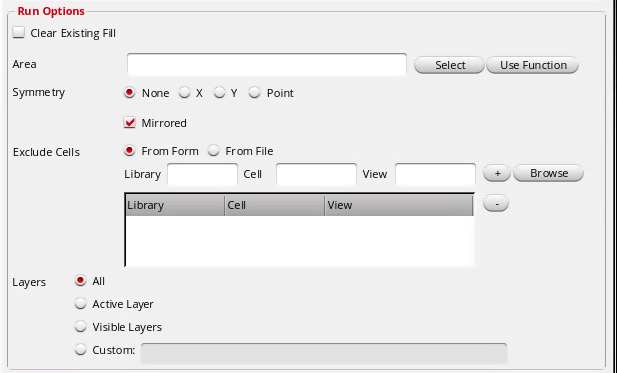 Run Options
Clear Existing Fill
Area Select Use Function
Symmetry None X Y Point
Mirrored
Exclude Cells From Form From File
Library Cell View + Browse
Library Cell View -
Layers All
Active Layer
Visible Layers
Custom: